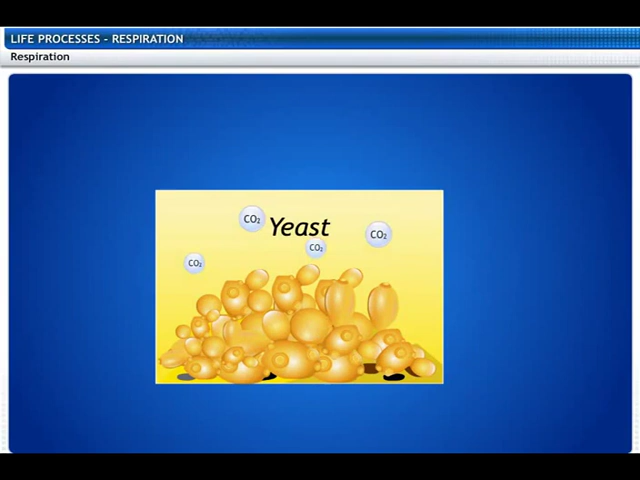 LIFE PROCESSES - RESPIRATION
Respiration
CO₂
Yeast
CO₂
CO₂
CO₂